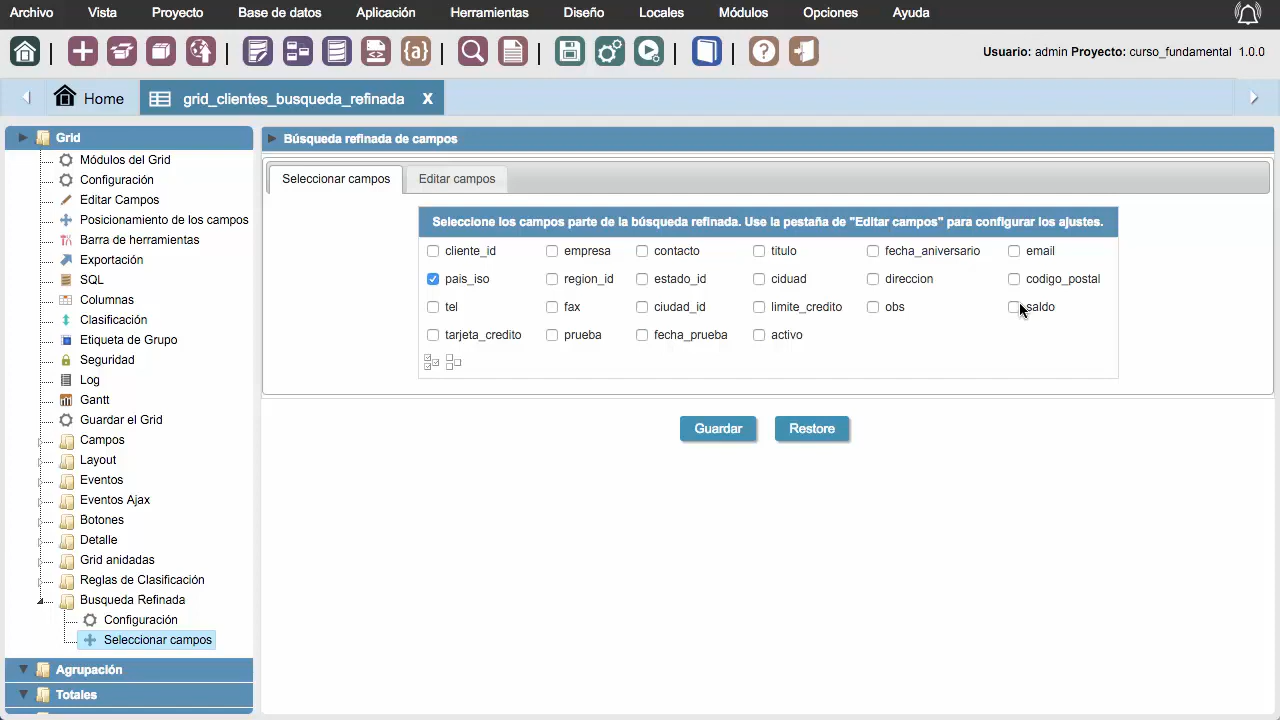 Archivo Vista Proyecto Base de datos Aplicación Herramientas Diseño Locales Módulos Opciones Ayuda
Usuario: admin Proyecto: curso_fundamental 1.0.0
Home grid_clientes_busqueda_refinada X
Grid
Módulos del Grid
Configuración
Editar Campos
Posicionamiento de los campos
Barra de herramientas
Exportación
SQL
Columnas
Clasificación
Etiqueta de Grupo
Seguridad
Log
Gantt
Guardar el Grid
Campos
Layout
Eventos
Eventos Ajax
Botones
Detalle
Grid anidadas
Reglas de Clasificación
Busqueda Refinada
Configuración
Seleccionar campos
Agrupación
Totales
Búsqueda refinada de campos
Seleccionar campos Editar campos
Seleccione los campos parte de la búsqueda refinada. Use la pestaña de "Editar campos" para configurar los ajustes.
cliente_id empresa contacto titulo fecha_aniversario email
pais_iso region_id estado_id ciduad direccion codigo_postal
tel fax ciudad_id limite_credito obs saldo
tarjeta_credito prueba fecha_prueba activo
Guardar Restore